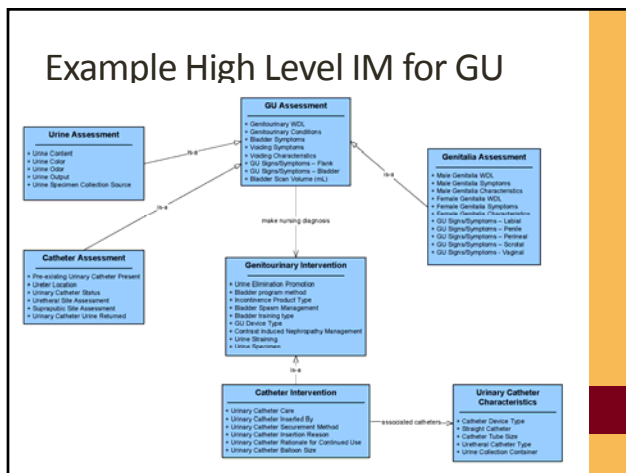 Example High Level IM for GU
GU Assessment
+ Genitourinary WDL
+ Genitourinary Conditions
+ Bladder Symptoms
+ Voiding Symptoms
+ Voiding Characteristics
+ GU Signs/Symptoms – Flank
+ GU Signs/Symptoms – Bladder
+ Bladder Scan Volume (mL)
Urine Assessment
+ Urine Content
+ Urine Color
+ Urine Odor
+ Urine Output
+ Urine Specimen Collection Source
is-a
is-a
is-a
Genitalia Assessment
+ Male Genitalia WDL
+ Male Genitalia Symptoms
+ Male Genitalia Characteristics
+ Female Genitalia WDL
+ Female Genitalia Symptoms
+ Female Genitalia Characteristics
+ GU Signs/Symptoms – Labial
+ GU Signs/Symptoms – Penile
+ GU Signs/Symptoms – Perineal
+ GU Signs/Symptoms – Scrotal
+ GU Signs/Symptoms - Vaginal
make nursing diagnosis
Catheter Assessment
+ Pre-existing Urinary Catheter Present
+ Ureter Location
+ Urinary Catheter Status
+ Urethral Site Assessment
+ Suprapubic Site Assessment
+ Urinary Catheter Urine Returned
Genitourinary Intervention
+ Urine Elimination Promotion
+ Bladder program method
+ Incontinence Product Type
+ Bladder Spasm Management
+ Bladder training type
+ GU Device Type
+ Contrast Induced Nephropathy Management
+ Urine Straining
+ Urine Specimen
is-a
Catheter Intervention
+ Urinary Catheter Care
+ Urinary Catheter Inserted By
+ Urinary Catheter Securement Method
+ Urinary Catheter Insertion Reason
+ Urinary Catheter Rationale for Continued Use
+ Urinary Catheter Balloon Size
associated catheters
Urinary Catheter
Characteristics
+ Catheter Device Type
+ Straight Catheter
+ Catheter Tube Size
+ Uretheral Catheter Type
+ Urine Collection Container